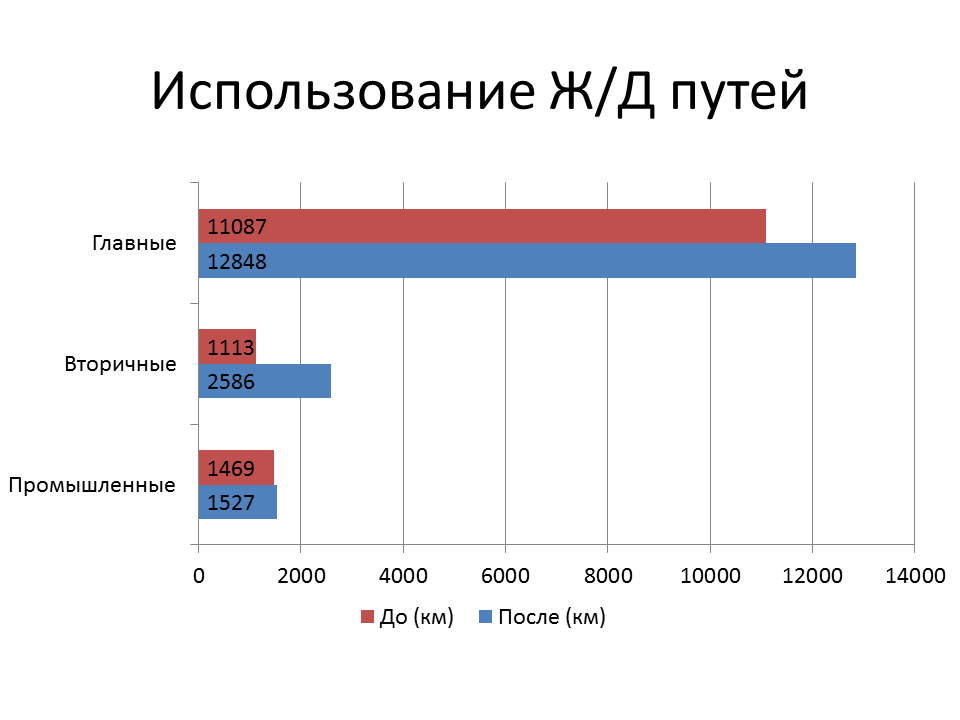 Использование Ж/Д путей
Главные
11087
12848
Вторичные
1113
2586
Промышленные
1469
1527
0 2000 4000 6000 8000 10000 12000 14000
До (км) После (км)